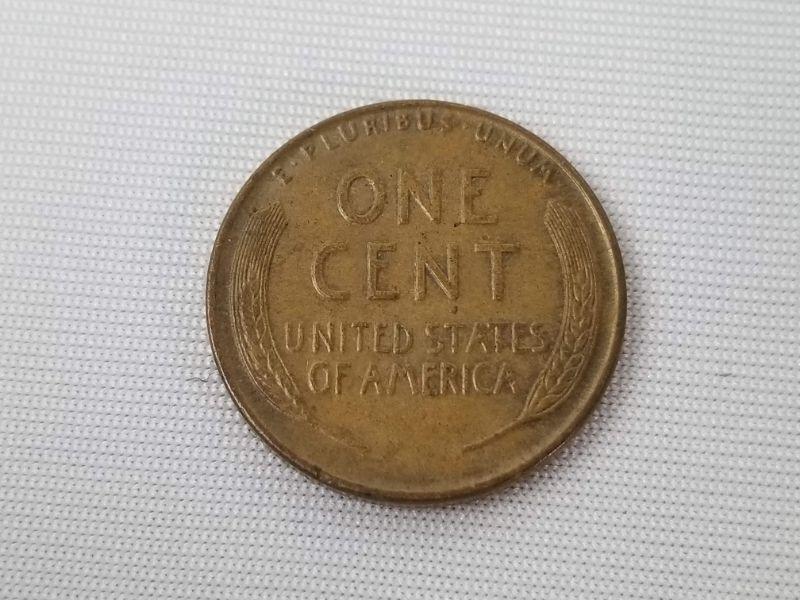 E · PLURIBUS · UNUM
ONE
CENT
UNITED STATES
OF AMERICA